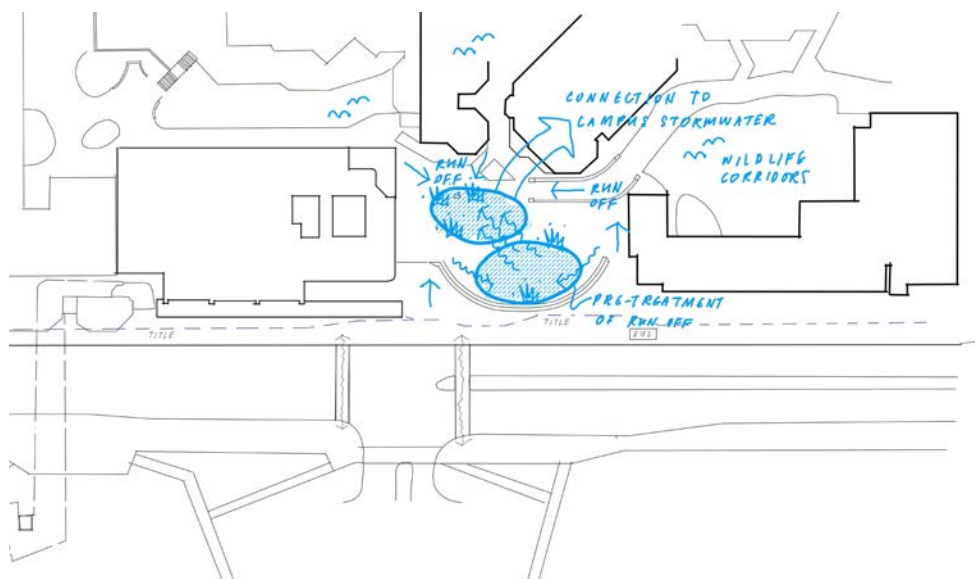 CONNECTION TO
CAMPUS STORMWATER
RUN
OFF
WILDLIFE
CORRIDORS
RUN
OFF
PRE-TREATMENT
OF RUN OFF
TITLE
TITLE